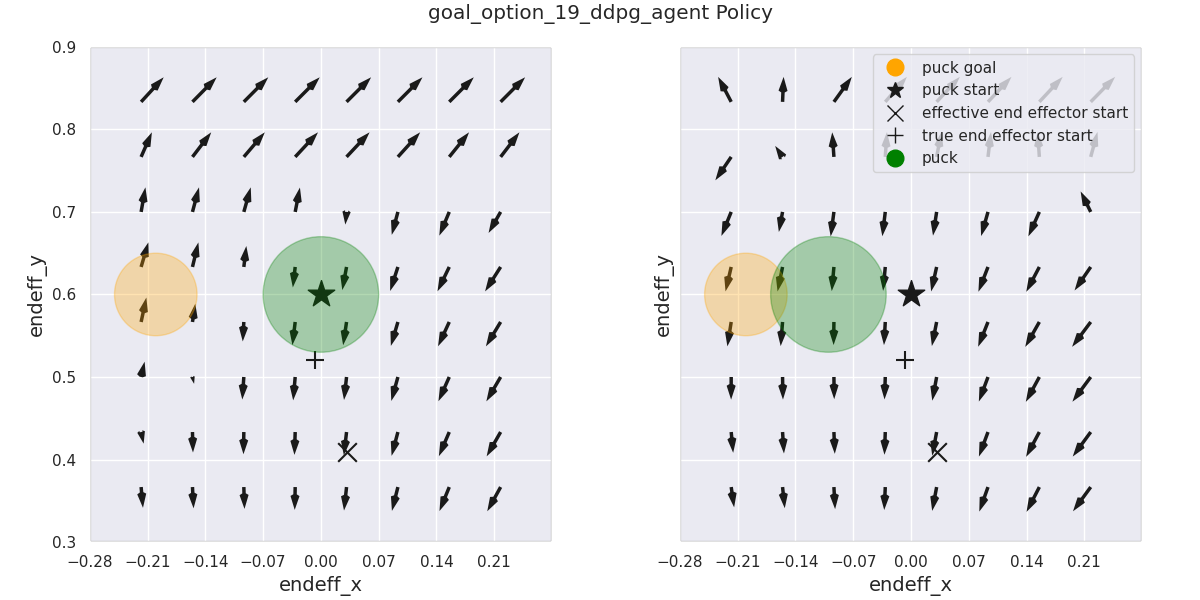 goal_option_19_ddpg_agent Policy
0.9
0.8
0.7
0.6
0.5
0.4
0.3
endeff_y
−0.28 −0.21 −0.14 −0.07 0.00 0.07 0.14 0.21
endeff_x
puck goal
puck start
effective end effector start
true end effector start
puck
endeff_y
−0.28 −0.21 −0.14 −0.07 0.00 0.07 0.14 0.21
endeff_x